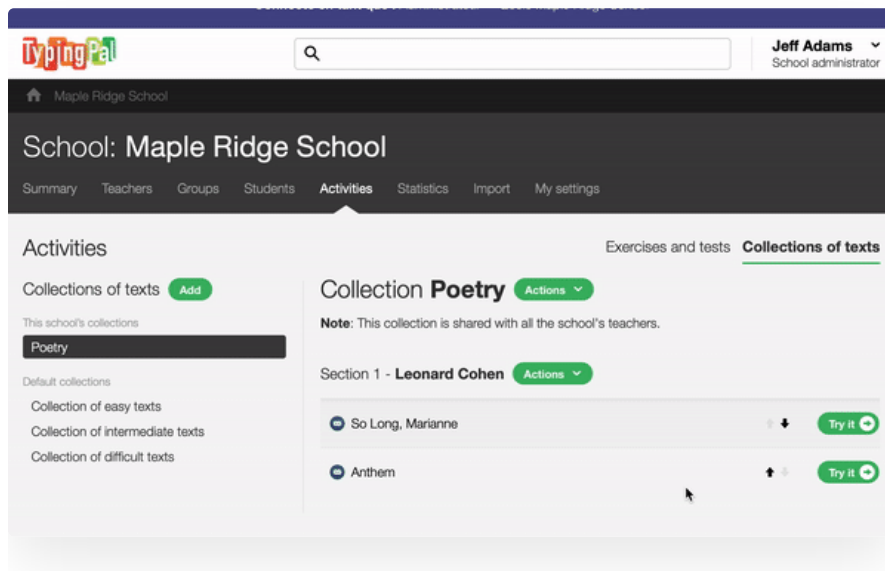 TypingPal
Jeff Adams
School administrator
Maple Ridge School
School: Maple Ridge School
Summary Teachers Groups Students Activities Statistics Import My settings
Activities
Exercises and tests Collections of texts
Collections of texts Add
This school's collections
Poetry
Default collections
Collection of easy texts
Collection of intermediate texts
Collection of difficult texts
Collection Poetry Actions
Note: This collection is shared with all the school's teachers.
Section 1 - Leonard Cohen Actions
So Long, Marianne Try it
Anthem Try it